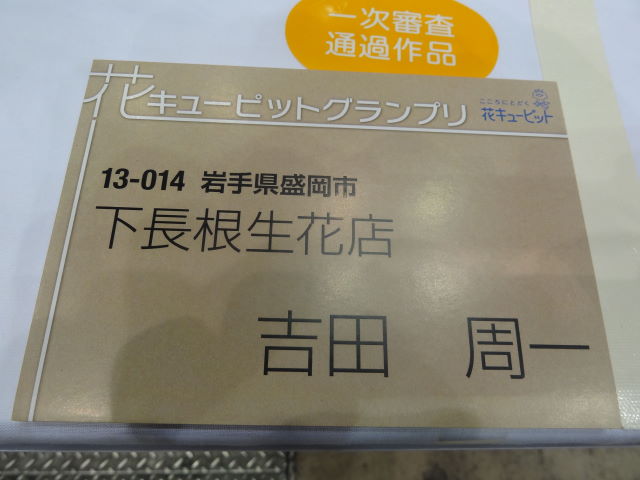 一次審査
通過作品
花キューピットグランプリ
こころにとどく
花キューピット
13-014 岩手県盛岡市
下長根生花店
吉田 周一